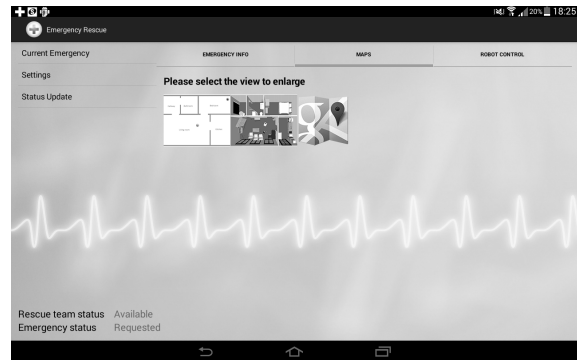 20% 18:25
Emergency Rescue
Current Emergency
Settings
Status Update
EMERGENCY INFO MAPS ROBOT CONTROL
Please select the view to enlarge
Rescue team status Available
Emergency status Requested